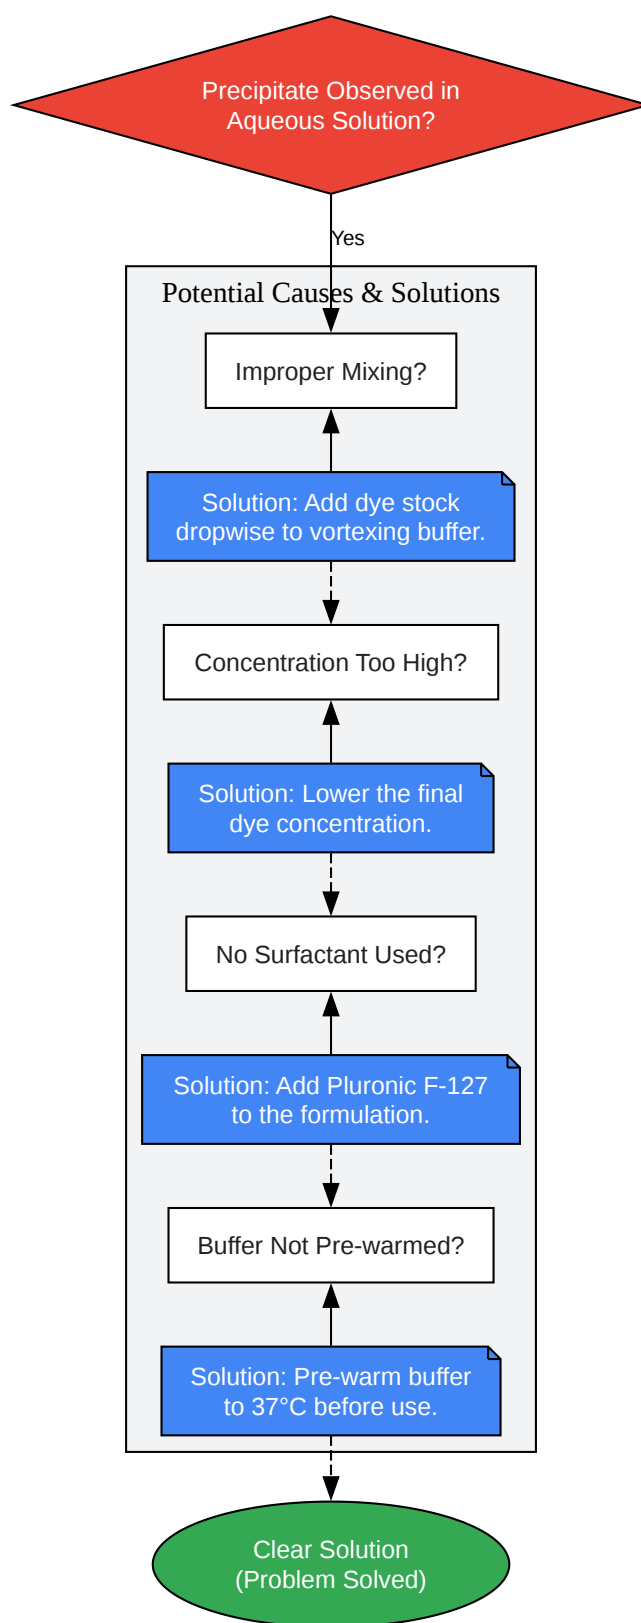 Precipitate Observed in
Aqueous Solution?
Yes
Potential Causes & Solutions
Improper Mixing?
Solution: Add dye stock
dropwise to vortexing buffer.
Concentration Too High?
Solution: Lower the final
dye concentration.
No Surfactant Used?
Solution: Add Pluronic F-127
to the formulation.
Buffer Not Pre-warmed?
Solution: Pre-warm buffer
to 37°C before use.
Clear Solution
(Problem Solved)